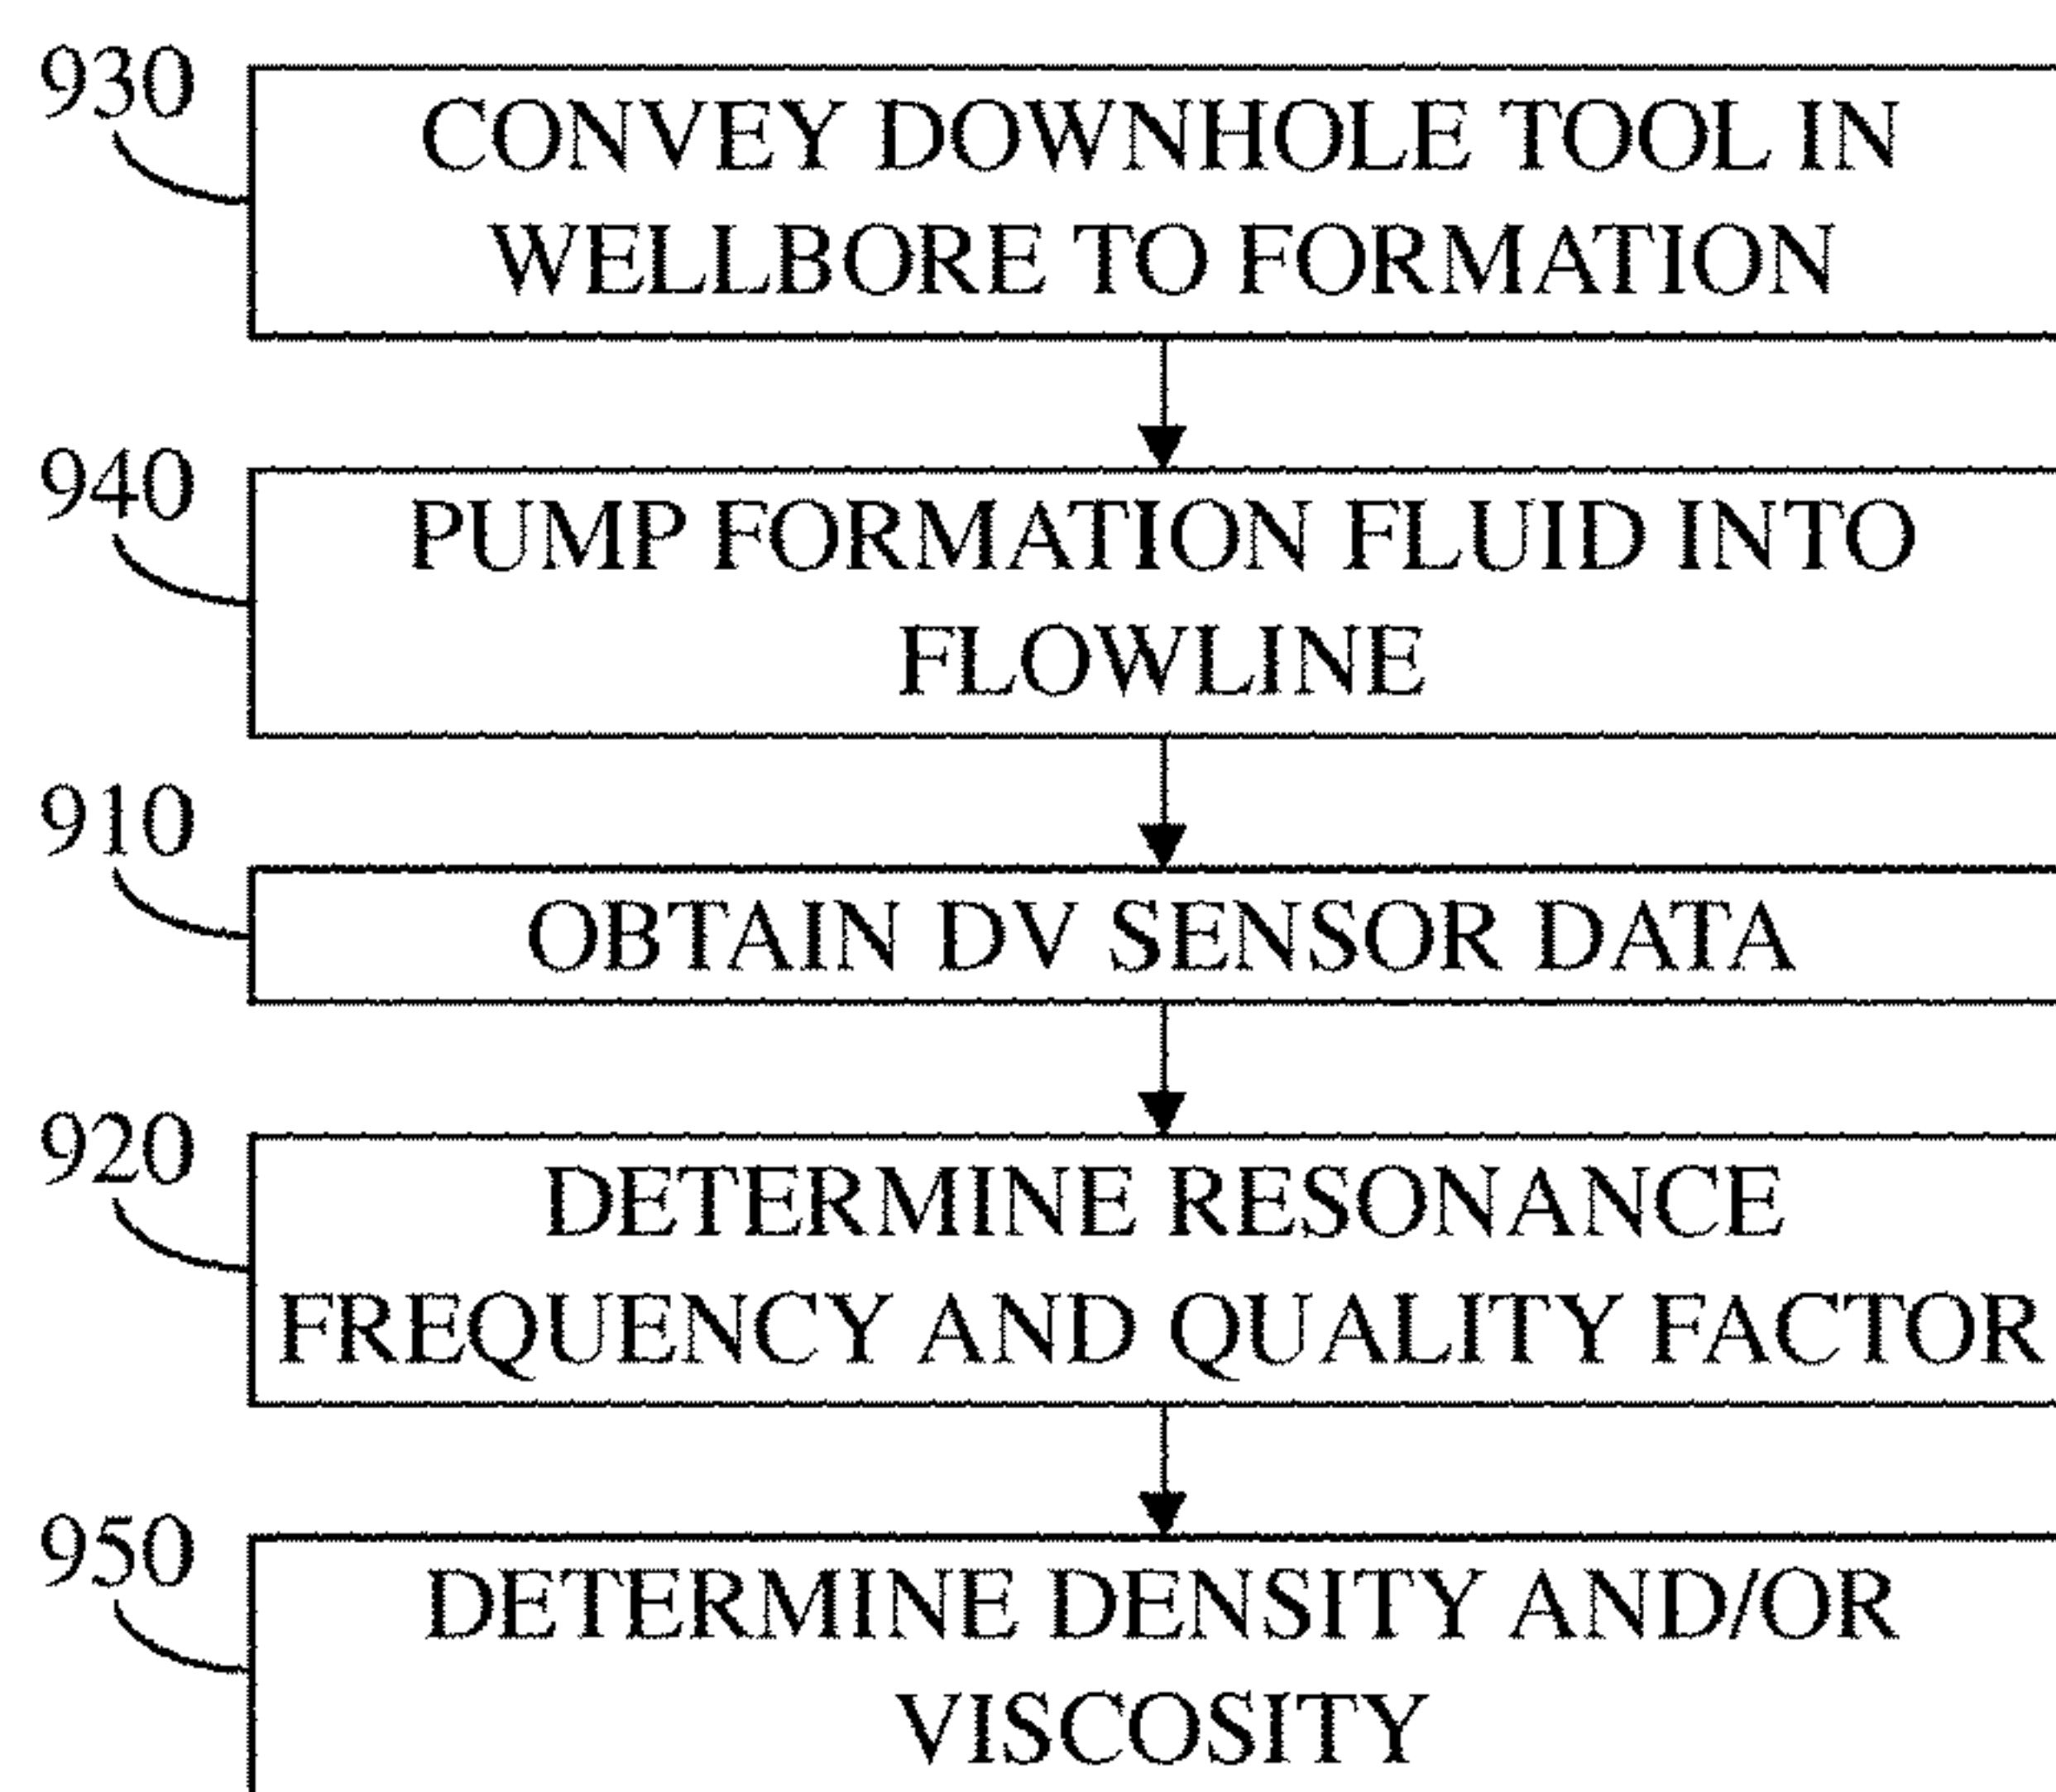 930
CONVEY DOWNHOLE TOOL IN
WELLBORE TO FORMATION
940
PUMP FORMATION FLUID INTO
FLOWLINE
910
OBTAIN DV SENSOR DATA
920
DETERMINE RESONANCE
FREQUENCY AND QUALITY FACTOR
950
DETERMINE DENSITY AND/OR
VISCOSITY